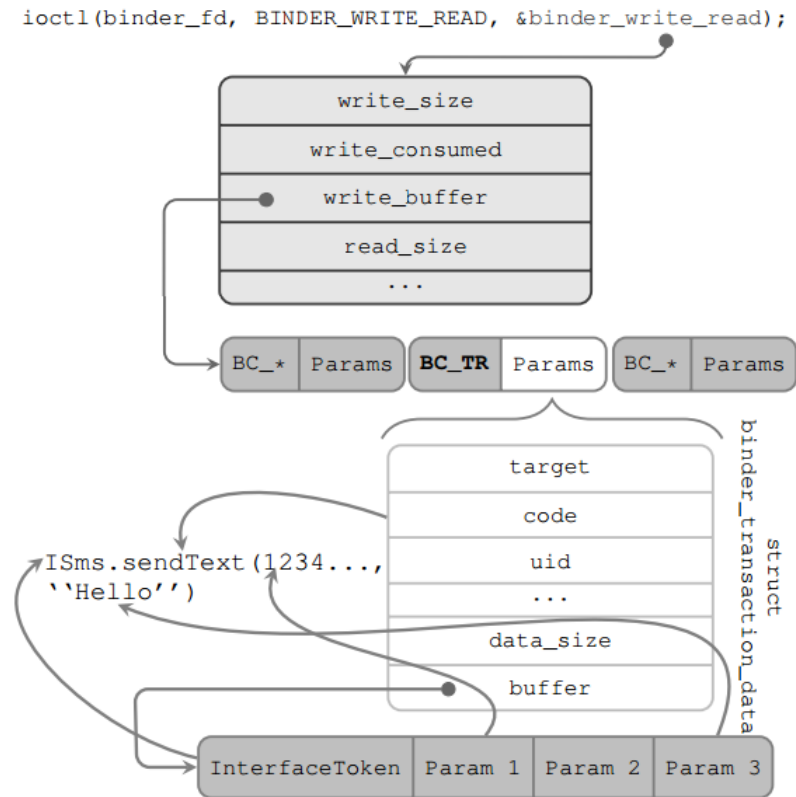 ioctl(binder_fd, BINDER_WRITE_READ, &binder_write_read);
write_size
write_consumed
write_buffer
read_size
...
BC_* Params BC_TR Params BC_* Params
target
code
uid
...
data_size
buffer
struct
binder_transaction_data
ISms.sendText(1234...,
‘‘Hello’’)
InterfaceToken Param 1 Param 2 Param 3